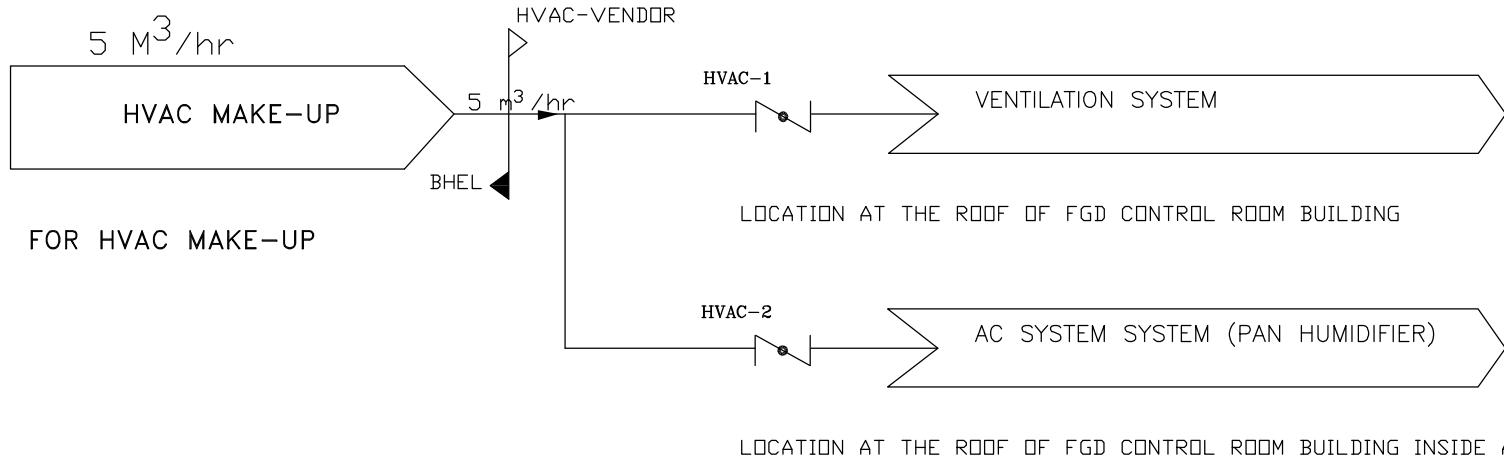 5 M³/hr
HVAC MAKE-UP
FOR HVAC MAKE-UP
HVAC-VENDOR
5 m³/hr
BHEL
HVAC-1
VENTILATION SYSTEM
LOCATION AT THE ROOF OF FGD CONTROL ROOM BUILDING
HVAC-2
AC SYSTEM SYSTEM (PAN HUMIDIFIER)
LOCATION AT THE ROOF OF FGD CONTROL ROOM BUILDING INSIDE